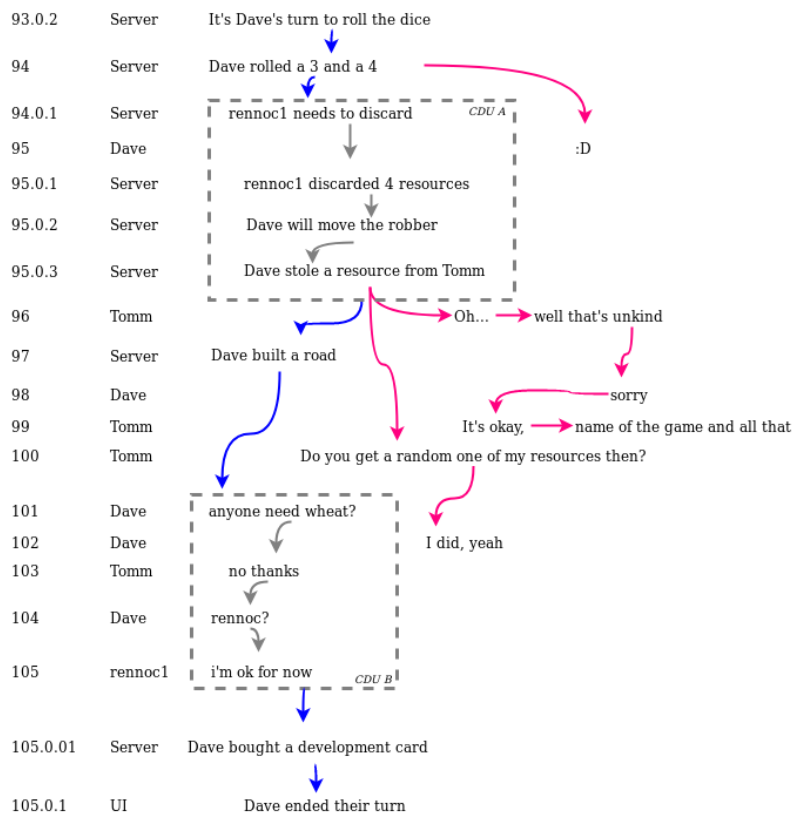 93.0.2 Server It's Dave's turn to roll the dice
94 Server Dave rolled a 3 and a 4
94.0.1 Server rennoc1 needs to discard CDU A
95 Dave :D
95.0.1 Server rennoc1 discarded 4 resources
95.0.2 Server Dave will move the robber
95.0.3 Server Dave stole a resource from Tomm
96 Tomm Oh... well that's unkind
97 Server Dave built a road
98 Dave sorry
99 Tomm It's okay, name of the game and all that
100 Tomm Do you get a random one of my resources then?
101 Dave anyone need wheat?
102 Dave I did, yeah
103 Tomm no thanks
104 Dave rennoc?
105 rennoc1 i'm ok for now CDU B
105.0.01 Server Dave bought a development card
105.0.1 UI Dave ended their turn